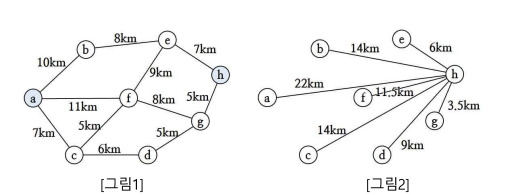 8km
e
7km
b
10km
9km
h
a
f
8km
5km
11km
g
7km
5km
5km
6km
c
d
[그림1]
e
b
14km
6km
h
22km
a
f
11,5km
3,5km
g
14km
9km
c
d
[그림2]